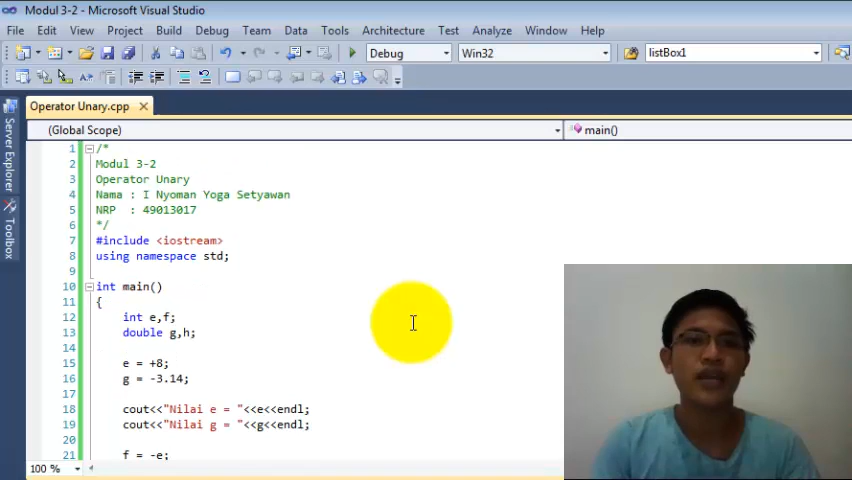 Modul 3-2 - Microsoft Visual Studio
File Edit View Project Build Debug Team Data Tools Architecture Test Analyze Window Help
Debug Win32 listBox1
Operator Unary.cpp
(Global Scope) main()
Server Explorer
Toolbox
1 /*
2 Modul 3-2
3 Operator Unary
4 Nama : I Nyoman Yoga Setyawan
5 NRP  : 49013017
6 */
7 #include <iostream>
8 using namespace std;
9
10 int main()
11 {
12 int e,f;
13 double g,h;
14
15 e = +8;
16 g = -3.14;
17
18 cout<<"Nilai e = "<<e<<endl;
19 cout<<"Nilai g = "<<g<<endl;
20
21 f = -e;
100 %